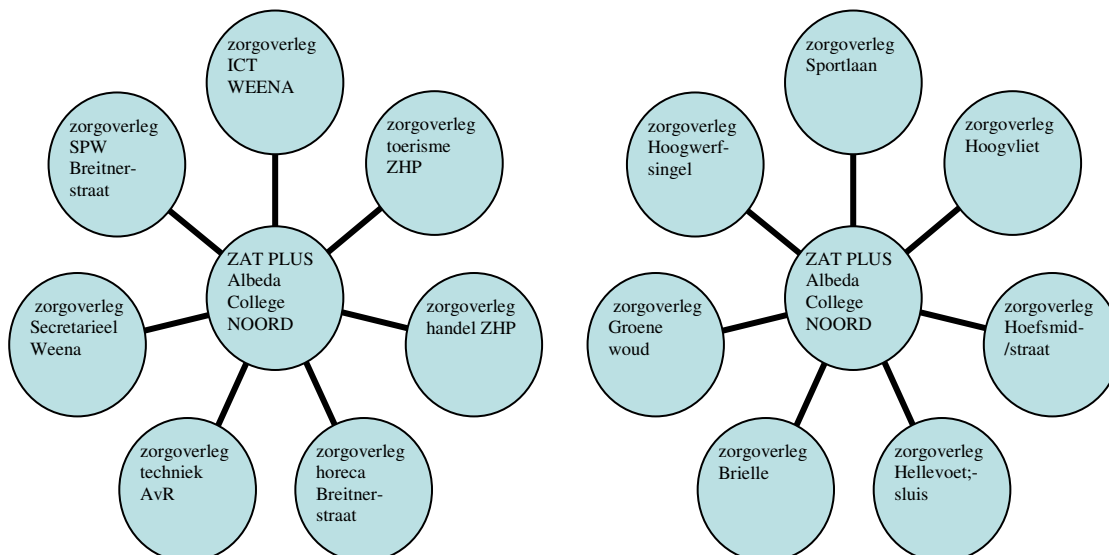 zorgoverleg
ICT
WEENA
zorgoverleg
toerisme
ZHP
zorgoverleg
handel ZHP
zorgoverleg
horeca
Breitner-
straat
zorgoverleg
techniek
AvR
zorgoverleg
Secretarieel
Weena
zorgoverleg
SPW
Breitner-
straat
ZAT PLUS
Albeda
College
NOORD
zorgoverleg
Sportlaan
zorgoverleg
Hoogvliet
zorgoverleg
Hoefsmid-
/straat
zorgoverleg
Hellevoet;-
sluis
zorgoverleg
Brielle
zorgoverleg
Groene
woud
zorgoverleg
Hoogwerf-
singel
ZAT PLUS
Albeda
College
NOORD